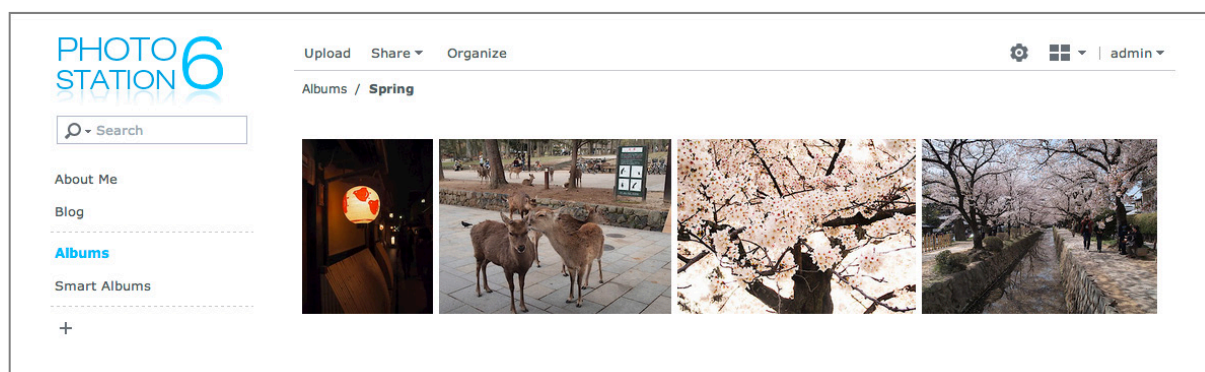 PHOTO
STATION 6
Upload Share Organize | admin
Albums / Spring
Search
About Me
Blog
Albums
Smart Albums
+